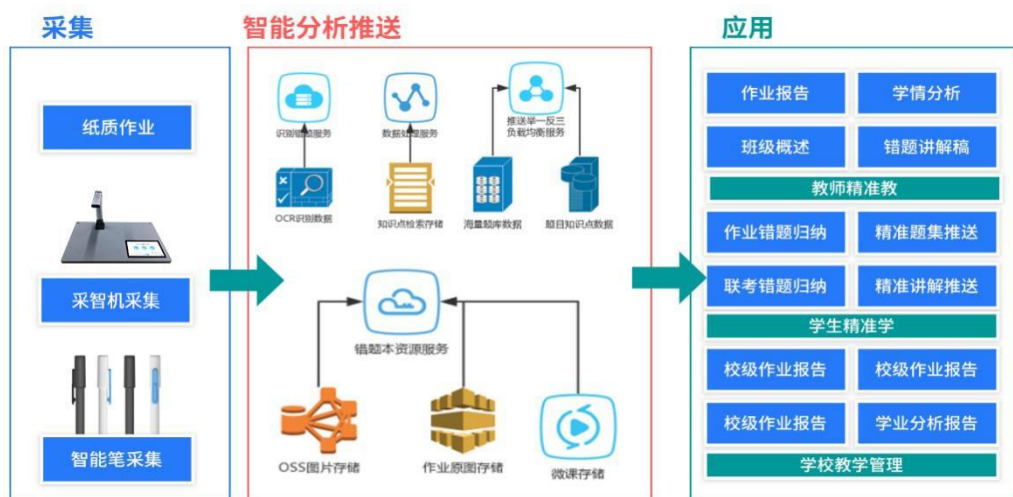 采集
智能分析推送
应用
纸质作业
采智机采集
智能笔采集
识别错题服务
数据处理服务
推送举一反三
负载均衡服务
OCR识别数据
知识点检索存储
海量题库数据
题目知识点数据
错题本资源服务
OSS图片存储
作业原图存储
微课存储
作业报告
学情分析
班级概述
错题讲解稿
教师精准教
作业错题归纳
精准题集推送
联考错题归纳
精准讲解推送
学生精准学
校级作业报告
校级作业报告
校级作业报告
学业分析报告
学校教学管理